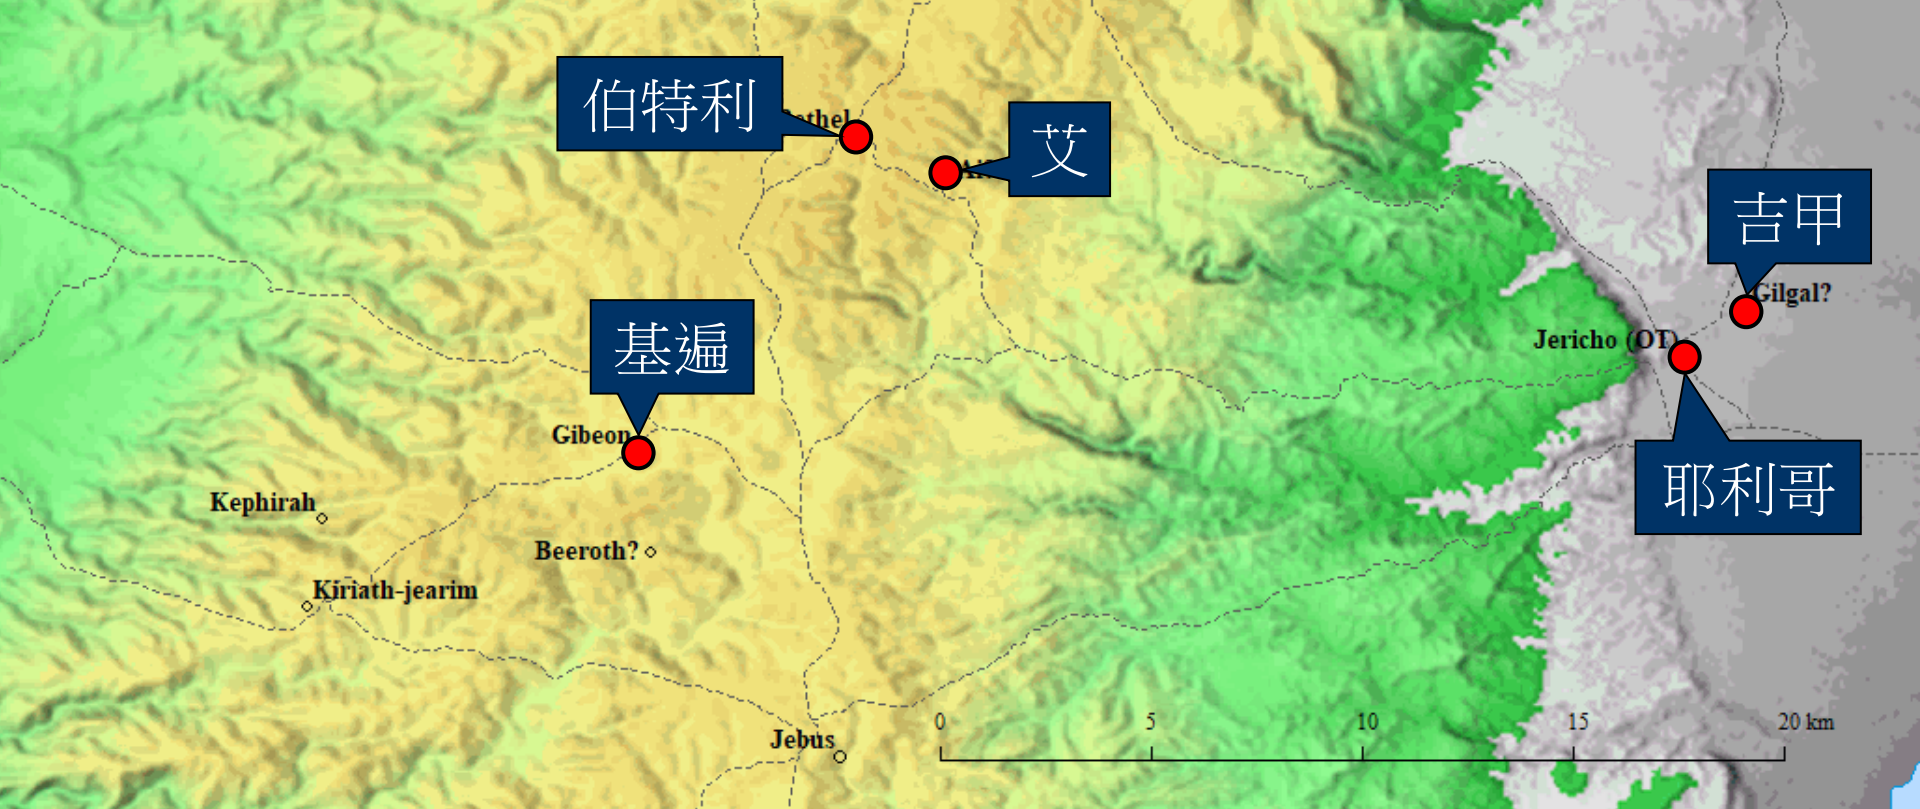 伯特利
艾
吉甲
Gilgal?
Jericho (OT)
基遍
Gibeon
耶利哥
Kephirah
Beeroth?
Kiriath-jearim
Jebus
0 5 10 15 20 km